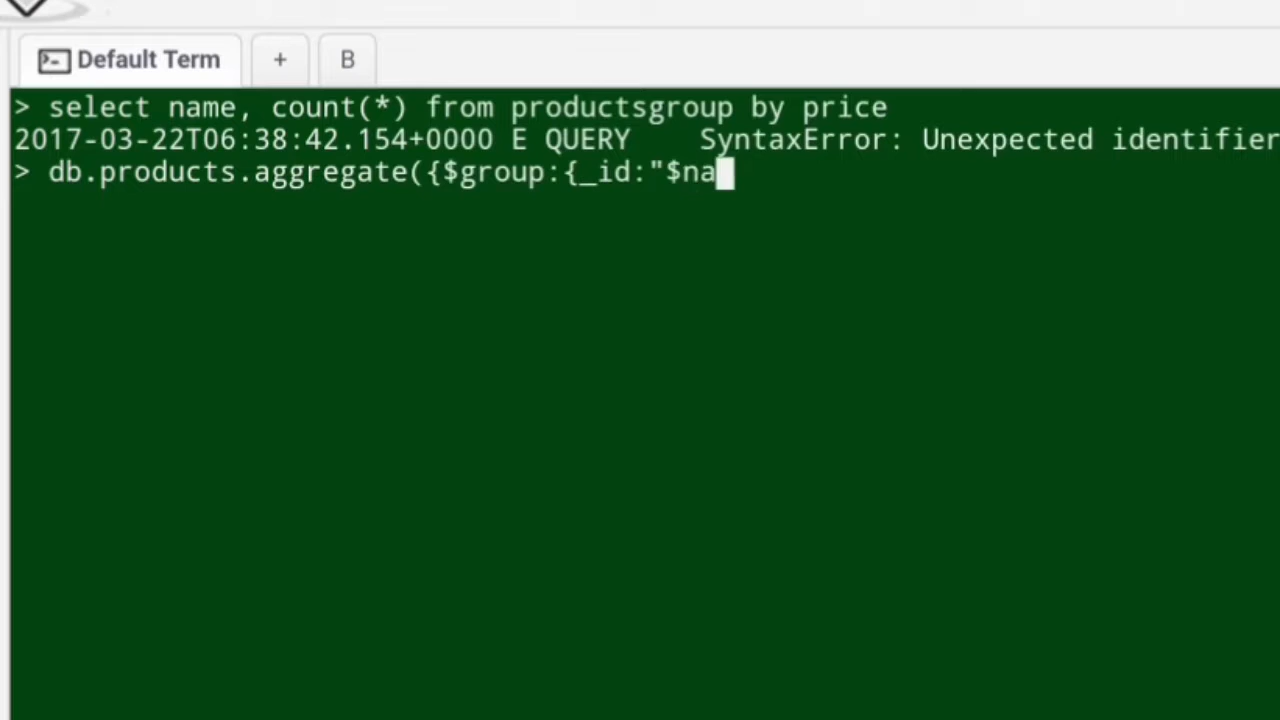 Default Term
+
B
> select name, count(*) from productsgroup by price
2017-03-22T06:38:42.154+0000 E QUERY    SyntaxError: Unexpected identifier
> db.products.aggregate({$group:{_id:"$na